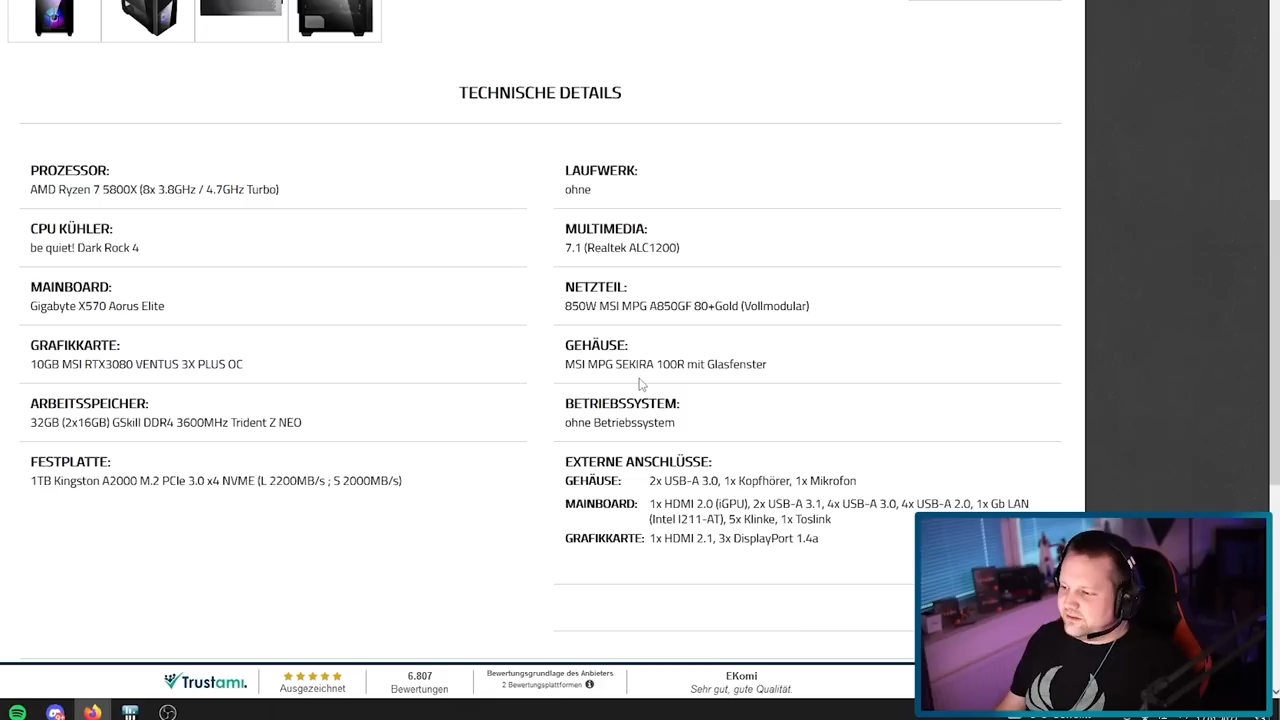 TECHNISCHE DETAILS
PROZESSOR:
AMD Ryzen 7 5800X (8x 3.8GHz / 4.7GHz Turbo)
CPU KÜHLER:
be quiet! Dark Rock 4
MAINBOARD:
Gigabyte X570 Aorus Elite
GRAFIKKARTE:
10GB MSI RTX3080 VENTUS 3X PLUS OC
ARBEITSSPEICHER:
32GB (2x16GB) GSkill DDR4 3600MHz Trident Z NEO
FESTPLATTE:
1TB Kingston A2000 M.2 PCIe 3.0 x4 NVME (L 2200MB/s ; S 2000MB/s)
LAUFWERK:
ohne
MULTIMEDIA:
7.1 (Realtek ALC1200)
NETZTEIL:
850W MSI MPG A850GF 80+Gold (Vollmodular)
GEHÄUSE:
MSI MPG SEKIRA 100R mit Glasfenster
BETRIEBSSYSTEM:
ohne Betriebssystem
EXTERNE ANSCHLÜSSE:
GEHÄUSE: 2x USB-A 3.0, 1x Kopfhörer, 1x Mikrofon
MAINBOARD: 1x HDMI 2.0 (iGPU), 2x USB-A 3.1, 4x USB-A 3.0, 4x USB-A 2.0, 1x Gb LAN
(Intel I211-AT), 5x Klinke, 1x Toslink
GRAFIKKARTE: 1x HDMI 2.1, 3x DisplayPort 1.4a
Trustami.
Ausgezeichnet
6.807
Bewertungen
Bewertungsgrundlage des Anbieters
2 Bewertungsplattformen
EKomi
Sehr gut, gute Qualität.